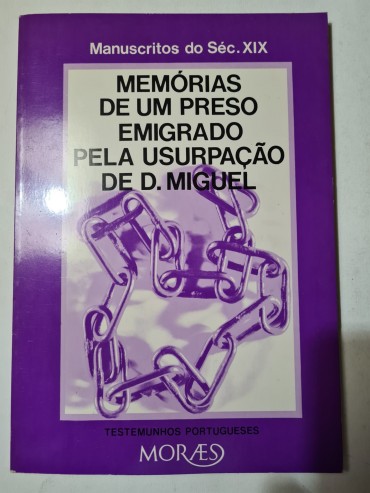 Manuscritos do Séc. XIX
MEMÓRIAS
DE UM PRESO
EMIGRADO
PELA USURPAÇÃO
DE D. MIGUEL
TESTEMUNHOS PORTUGUESES
MORÆS